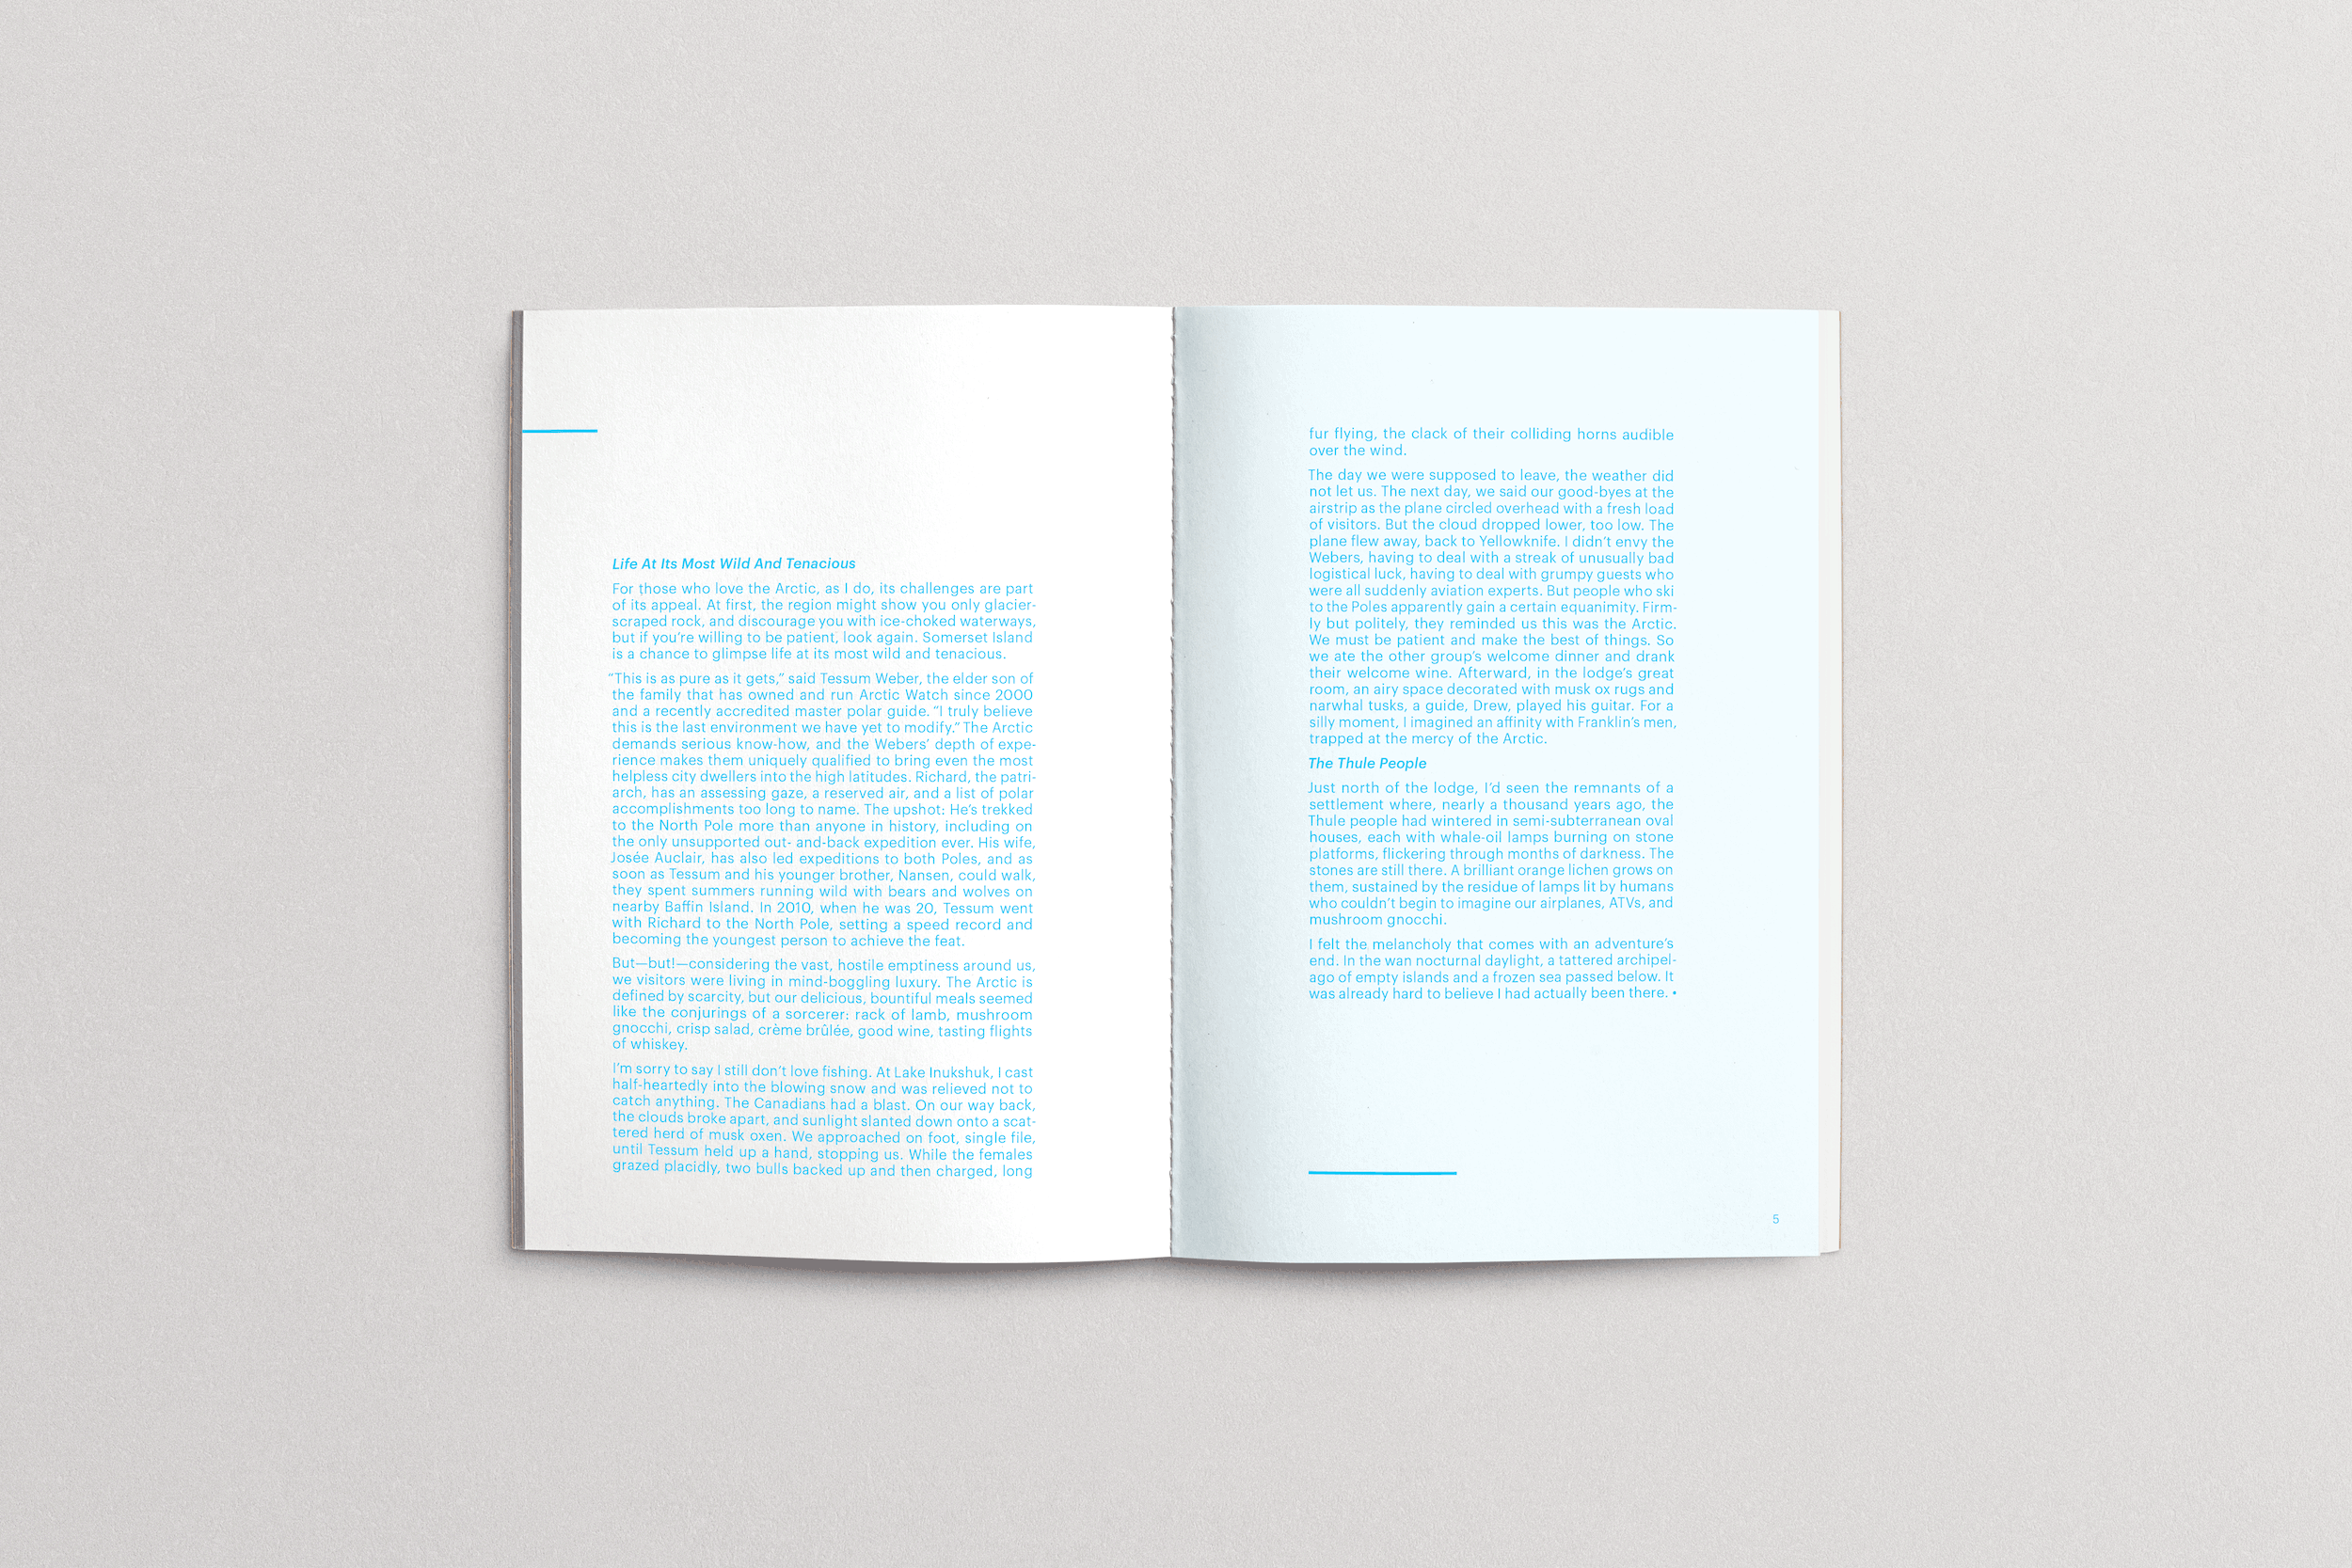 Life At Its Most Wild And Tenacious
For those who love the Arctic, as I do, its challenges are part
of its appeal. At first, the region might show you only glacier-
scraped rock, and discourage you with ice-choked waterways,
but if you're willing to be patient, look again. Somerset Island
is a chance to glimpse life at its most wild and tenacious.
“This is as pure as it gets,” said Tessum Weber, the elder son of
the family that has owned and run Arctic Watch since 2000
and a recently accredited master polar guide. “I truly believe
this is the last environment we have yet to modify.” The Arctic
demands serious know-how, and the Webers’ depth of expe-
rience makes them uniquely qualified to bring even the most
helpless city dwellers into the high latitudes. Richard, the patri-
arch, has an assessing gaze, a reserved air, and a list of polar
accomplishments too long to name. The upshot: He’s trekked
to the North Pole more than anyone in history, including on
the only unsupported out- and-back expedition ever. His wife,
Josée Auclair, has also led expeditions to both Poles, and as
soon as Tessum and his younger brother, Nansen, could walk,
they spent summers running wild with bears and wolves on
nearby Baffin Island. In 2010, when he was 20, Tessum went
with Richard to the North Pole, setting a speed record and
becoming the youngest person to achieve the feat.
But—but!—considering the vast, hostile emptiness around us,
we visitors were living in mind-boggling luxury. The Arctic is
defined by scarcity, but our delicious, bountiful meals seemed
like the conjurings of a sorcerer: rack of lamb, mushroom
gnocchi, crisp salad, crème brûlée, good wine, tasting flights
of whiskey.
I’m sorry to say I still don’t love fishing. At Lake Inukshuk, I cast
half-heartedly into the blowing snow and was relieved not to
catch anything. The Canadians had a blast. On our way back,
the clouds broke apart, and sunlight slanted down onto a scat-
tered herd of musk oxen. We approached on foot, single file,
until Tessum held up a hand, stopping us. While the females
grazed placidly, two bulls backed up and then charged, long
fur flying, the clack of their colliding horns audible
over the wind.
The day we were supposed to leave, the weather did
not let us. The next day, we said our good-byes at the
airstrip as the plane circled overhead with a fresh load
of visitors. But the cloud dropped lower, too low. The
plane flew away, back to Yellowknife. I didn’t envy the
Webers, having to deal with a streak of unusually bad
logistical luck, having to deal with grumpy guests who
were all suddenly aviation experts. But people who ski
to the Poles apparently gain a certain equanimity. Firm-
ly but politely, they reminded us this was the Arctic.
We must be patient and make the best of things. So
we ate the other group’s welcome dinner and drank
their welcome wine. Afterward, in the lodge’s great
room, an airy space decorated with musk ox rugs and
narwhal tusks, a guide, Drew, played his guitar. For a
silly moment, I imagined an affinity with Franklin’s men,
trapped at the mercy of the Arctic.
The Thule People
Just north of the lodge, I’d seen the remnants of a
settlement where, nearly a thousand years ago, the
Thule people had wintered in semi-subterranean oval
houses, each with whale-oil lamps burning on stone
platforms, flickering through months of darkness. The
stones are still there. A brilliant orange lichen grows on
them, sustained by the residue of lamps lit by humans
who couldn’t begin to imagine our airplanes, ATVs, and
mushroom gnocchi.
I felt the melancholy that comes with an adventure’s
end. In the wan nocturnal daylight, a tattered archipel-
ago of empty islands and a frozen sea passed below. It
was already hard to believe I had actually been there. •
5